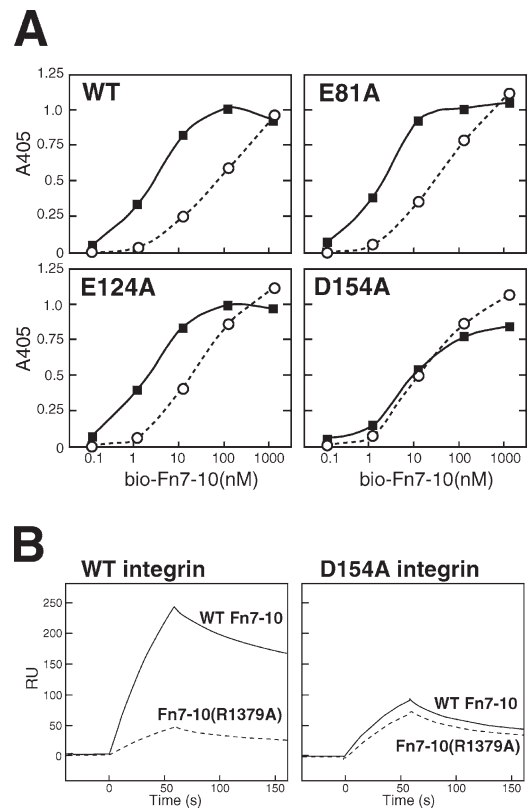 A
WT
E81A
1.25
1.0
0.75
0.5
0.25
0
A405
E124A
D154A
1.25
1.0
0.75
0.5
0.25
0
A405
0.1 1 10 100 1000
0.1 1 10 100 1000
bio-Fn7-10(nM)
bio-Fn7-10(nM)
B
WT integrin
D154A integrin
250
200
150
100
50
0
RU
WT Fn7-10
Fn7-10(R1379A)
WT Fn7-10
Fn7-10(R1379A)
0 50 100 150
0 50 100 150
Time (s)
Time (s)